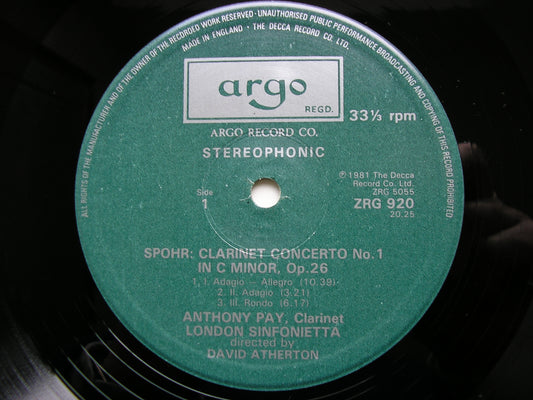 ALL RIGHTS OF THE MANUFACTURER AND OF THE OWNER OF THE RECORDED WORK RESERVED · UNAUTHORISED PUBLIC PERFORMANCE BROADCASTING AND COPYING OF THIS RECORD PROHIBITED
MADE IN ENGLAND · THE DECCA RECORD CO. LTD.
argo
REGD.
33⅓ rpm
ARGO RECORD CO.
STEREOPHONIC
Side
1
℗1981 The Decca
Record Co. Ltd.
ZRG 5055
ZRG 920
20.25
SPOHR: CLARINET CONCERTO No.1
IN C MINOR, Op.26
1. I. Adagio — Allegro (10.39)
2. II. Adagio (3.21)
3. III. Rondo (6.17)
ANTHONY PAY, Clarinet
LONDON SINFONIETTA
directed by
DAVID ATHERTON